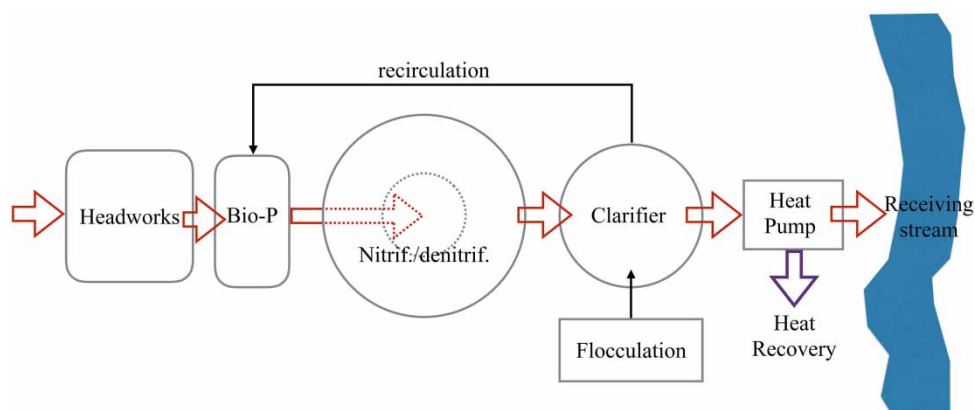 recirculation
Headworks
Bio-P
Nitrif./denitrif.
Clarifier
Heat
Pump
Receiving
stream
Flocculation
Heat
Recovery